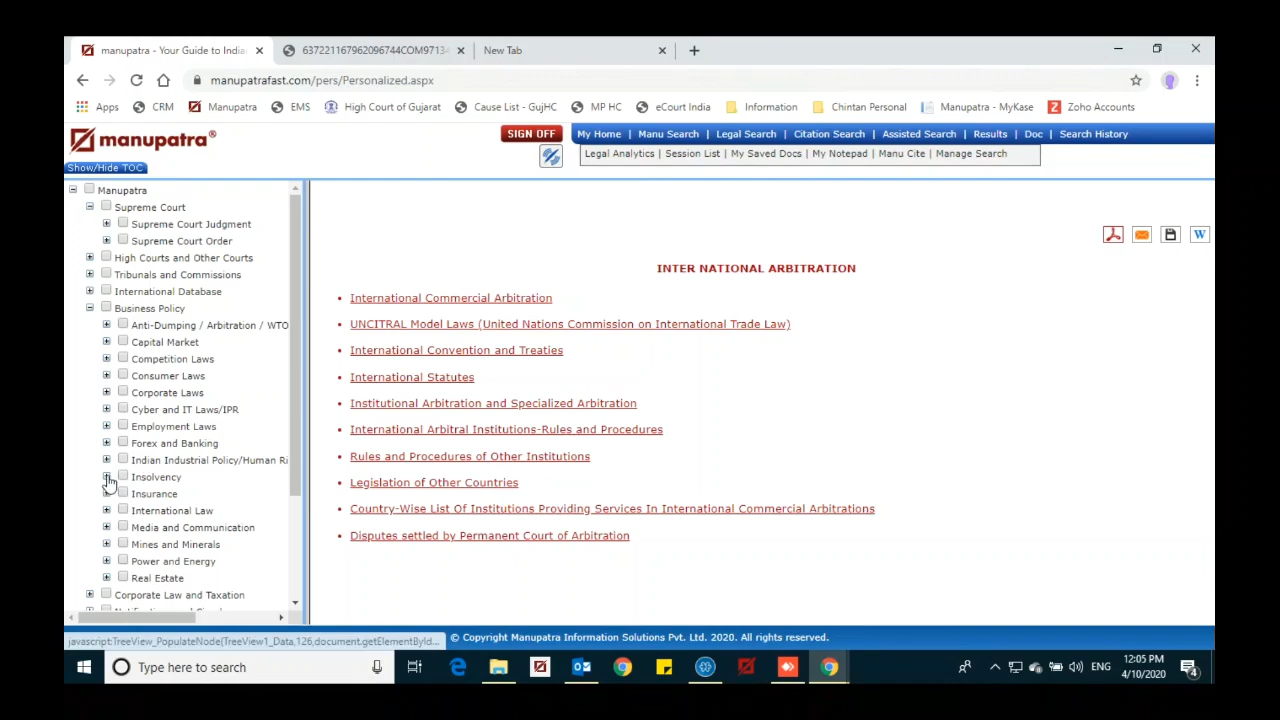 manupatra - Your Guide to India
637221167962096744COM9713
New Tab
manupatrafast.com/pers/Personalized.aspx
Apps CRM Manupatra EMS High Court of Gujarat Cause List - GujHC MP HC eCourt India Information Chintan Personal Manupatra - MyKase Zoho Accounts
manupatra®
SIGN OFF
My Home | Manu Search | Legal Search | Citation Search | Assisted Search | Results | Doc | Search History
Legal Analytics | Session List | My Saved Docs | My Notepad | Manu Cite | Manage Search
Show/Hide TOC
Manupatra
Supreme Court
Supreme Court Judgment
Supreme Court Order
High Courts and Other Courts
Tribunals and Commissions
International Database
Business Policy
Anti-Dumping / Arbitration / WTO
Capital Market
Competition Laws
Consumer Laws
Corporate Laws
Cyber and IT Laws/IPR
Employment Laws
Forex and Banking
Indian Industrial Policy/Human Ri
Insolvency
Insurance
International Law
Media and Communication
Mines and Minerals
Power and Energy
Real Estate
Corporate Law and Taxation
INTER NATIONAL ARBITRATION
• International Commercial Arbitration
• UNCITRAL Model Laws (United Nations Commission on International Trade Law)
• International Convention and Treaties
• International Statutes
• Institutional Arbitration and Specialized Arbitration
• International Arbitral Institutions-Rules and Procedures
• Rules and Procedures of Other Institutions
• Legislation of Other Countries
• Country-Wise List Of Institutions Providing Services In International Commercial Arbitrations
• Disputes settled by Permanent Court of Arbitration
javascript:TreeView_PopulateNode(TreeView1_Data,126,document.getElementById...
© Copyright Manupatra Information Solutions Pvt. Ltd. 2020. All rights reserved.
Type here to search
ENG
12:05 PM
4/10/2020
4